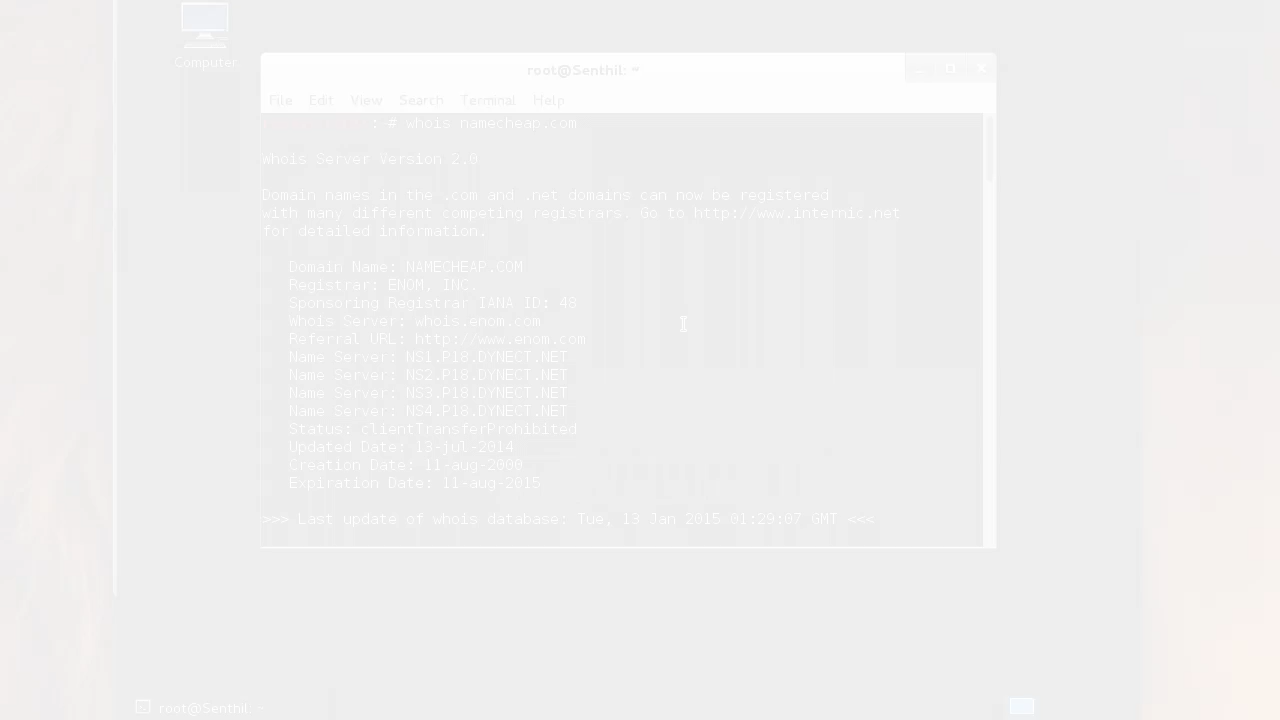 Computer
root@Senthil: ~
File Edit View Search Terminal Help
: # whois namecheap.com
Whois Server Version 2.0
Domain names in the .com and .net domains can now be registered
with many different competing registrars. Go to http://www.internic.net
for detailed information.
Domain Name: NAMECHEAP.COM
Registrar: ENOM, INC.
Sponsoring Registrar IANA ID: 48
Whois Server: whois.enom.com
Referral URL: http://www.enom.com
Name Server: NS1.P18.DYNECT.NET
Name Server: NS2.P18.DYNECT.NET
Name Server: NS3.P18.DYNECT.NET
Name Server: NS4.P18.DYNECT.NET
Status: clientTransferProhibited
Updated Date: 13-jul-2014
Creation Date: 11-aug-2000
Expiration Date: 11-aug-2015
>>> Last update of whois database: Tue, 13 Jan 2015 01:29:07 GMT <<<
root@Senthil: ~